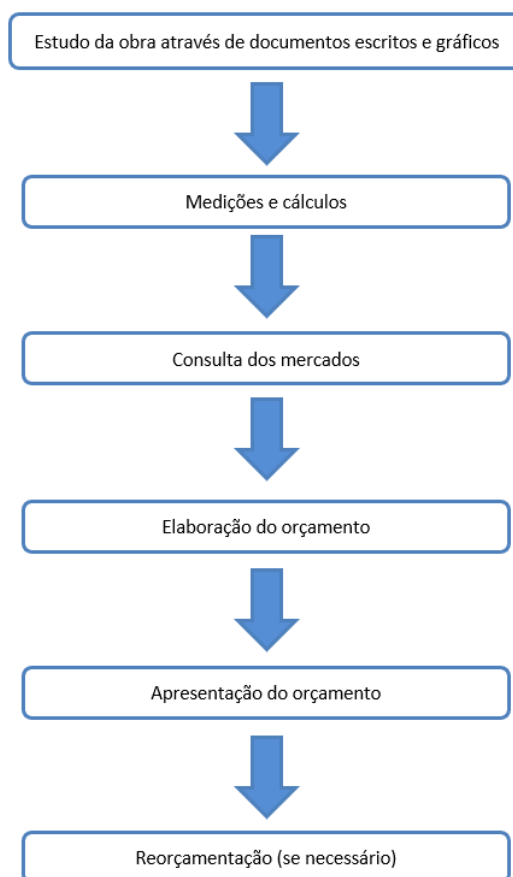 Estudo da obra através de documentos escritos e gráficos
Medições e cálculos
Consulta dos mercados
Elaboração do orçamento
Apresentação do orçamento
Reorçamentação (se necessário)